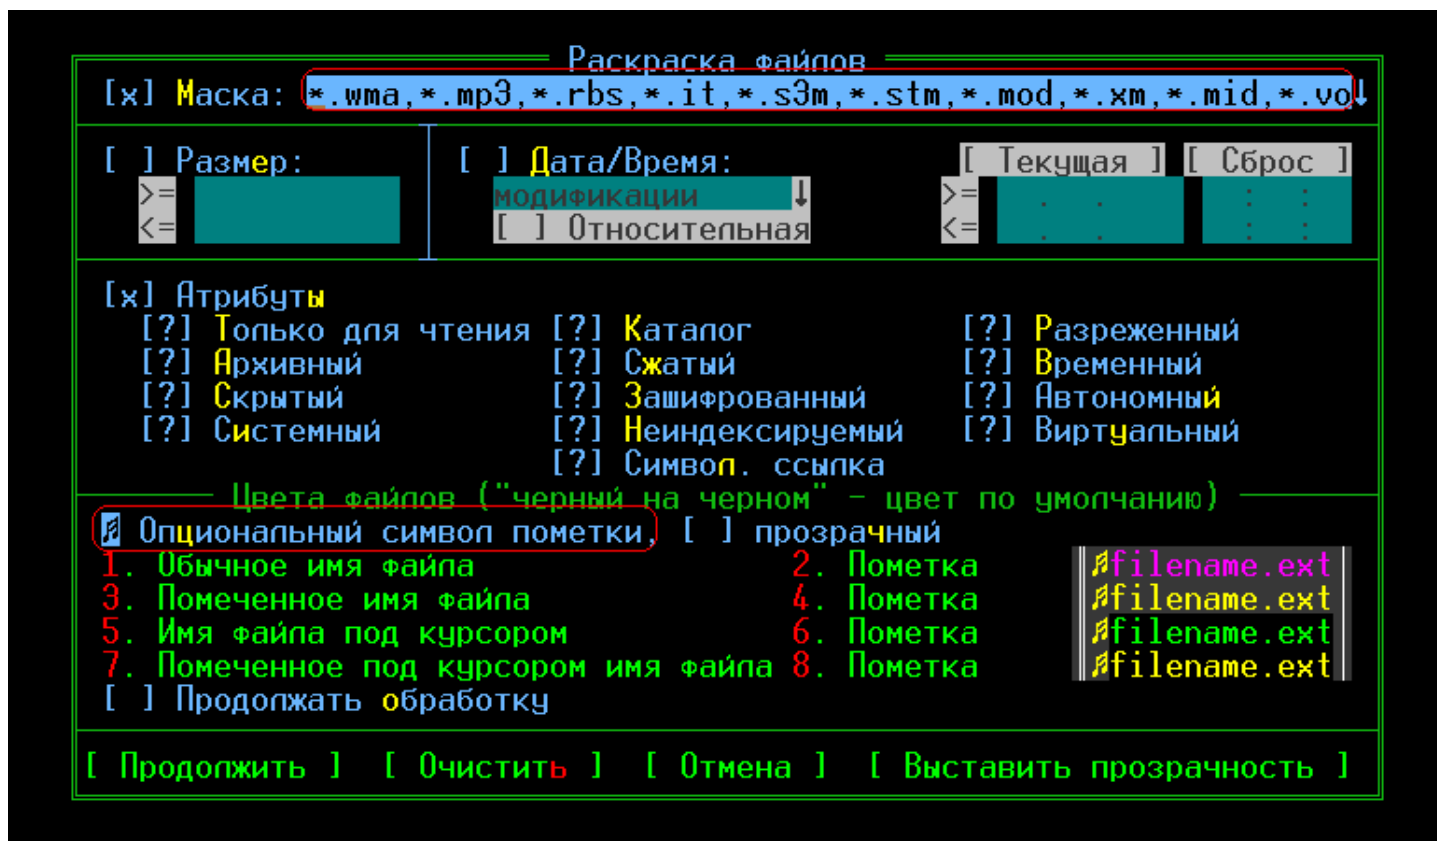 Раскраска файлов
[x] Маска: *.wma,*.mp3,*.rbs,*.it,*.s3m,*.stm,*.mod,*.xm,*.mid,*.vo↓
[ ] Размер: [ ] Дата/Время: [ Текущая ] [ Сброс ]
>= модификации ↓ >= . . : :
<= [ ] Относительная <= . . : :
[x] Атрибуты
[?] Только для чтения [?] Каталог [?] Разреженный
[?] Архивный [?] Сжатый [?] Временный
[?] Скрытый [?] Зашифрованный [?] Автономный
[?] Системный [?] Неиндексируемый [?] Виртуальный
[?] Символ. ссылка
Цвета файлов ("черный на черном" - цвет по умолчанию)
♬ Опциональный символ пометки, [ ] прозрачный
1. Обычное имя файла 2. Пометка ♬filename.ext
3. Помеченное имя файла 4. Пометка ♬filename.ext
5. Имя файла под курсором 6. Пометка ♬filename.ext
7. Помеченное под курсором имя файла 8. Пометка ♬filename.ext
[ ] Продолжать обработку
[ Продолжить ] [ Очистить ] [ Отмена ] [ Выставить прозрачность ]